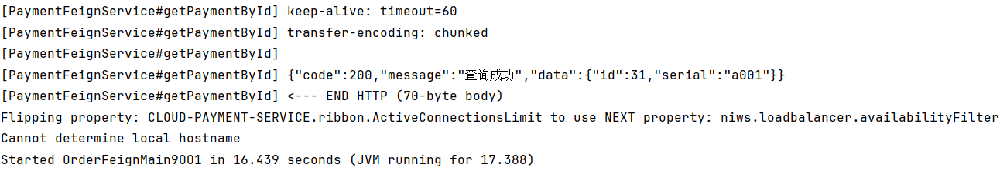 [PaymentFeignService#getPaymentById] keep-alive: timeout=60
[PaymentFeignService#getPaymentById] transfer-encoding: chunked
[PaymentFeignService#getPaymentById]
[PaymentFeignService#getPaymentById] {"code":200,"message":"查询成功","data":{"id":31,"serial":"a001"}}
[PaymentFeignService#getPaymentById] <--- END HTTP (70-byte body)
Flipping property: CLOUD-PAYMENT-SERVICE.ribbon.ActiveConnectionsLimit to use NEXT property: niws.loadbalancer.availabilityFilter
Cannot determine local hostname
Started OrderFeignMain9001 in 16.439 seconds (JVM running for 17.388)